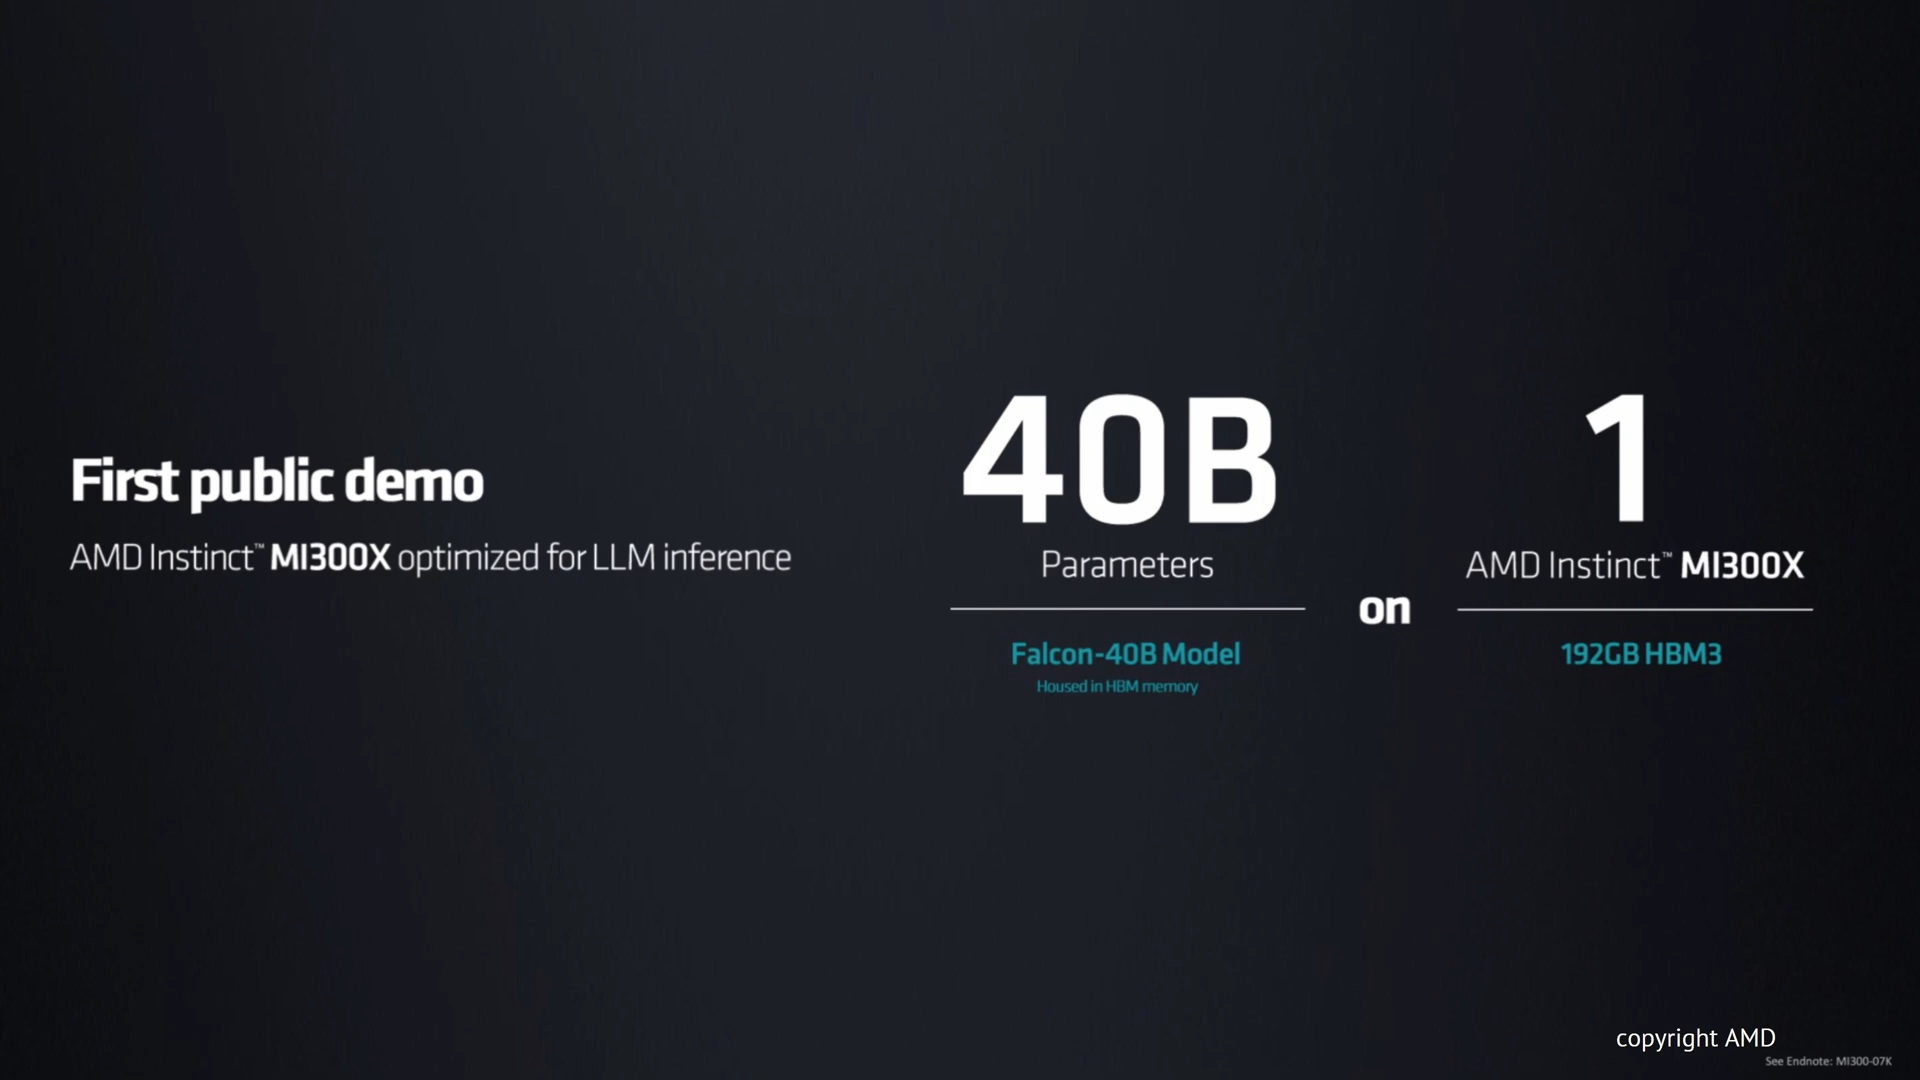 First public demo
AMD Instinct™ MI300X optimized for LLM inference
40B
Parameters
Falcon-40B Model
Housed in HBM memory
on
1
AMD Instinct™ MI300X
192GB HBM3
copyright AMD
See Endnote: MI300-07K